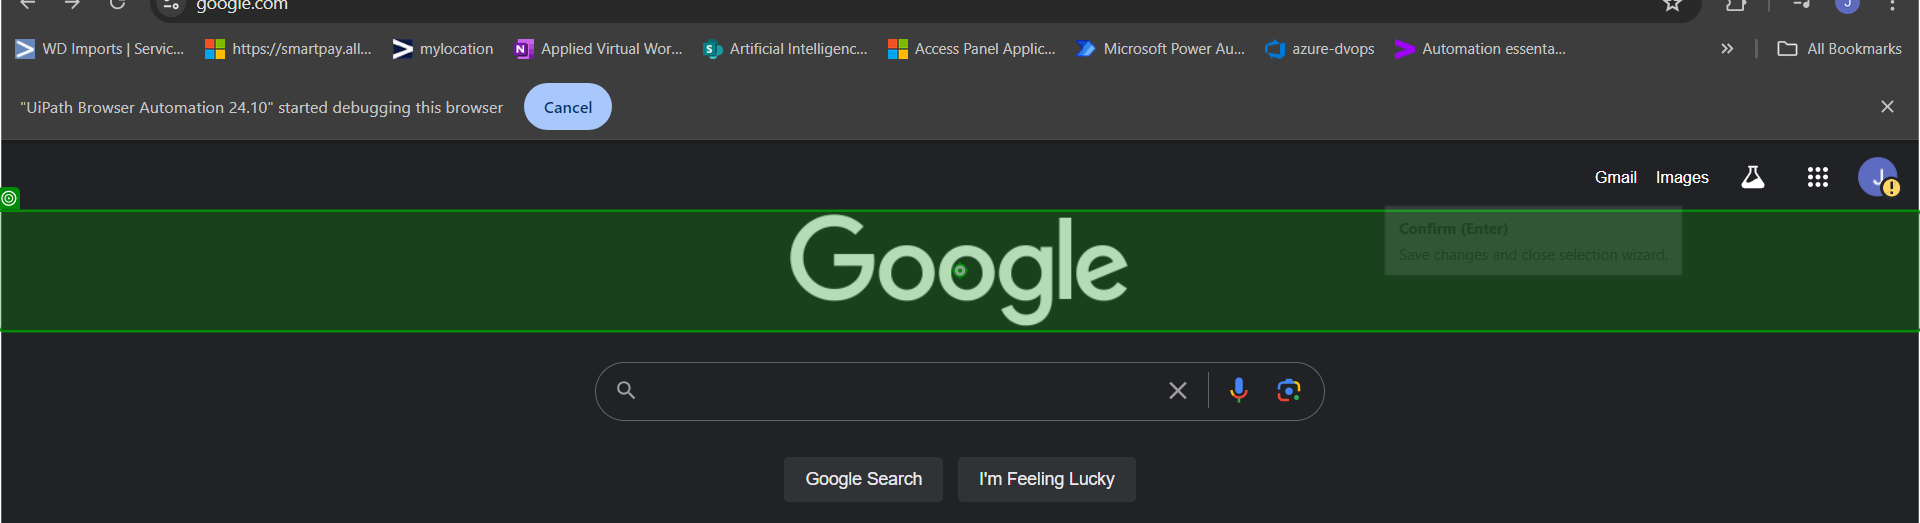 google.com
J
WD Imports | Servic...
https://smartpay.all...
mylocation
Applied Virtual Wor...
Artificial Intelligenc...
Access Panel Applic...
Microsoft Power Au...
azure-dvops
Automation essenta...
All Bookmarks
"UiPath Browser Automation 24.10" started debugging this browser
Cancel
Gmail
Images
J
Google
Confirm (Enter)
Save changes and close selection wizard.
Google Search
I'm Feeling Lucky